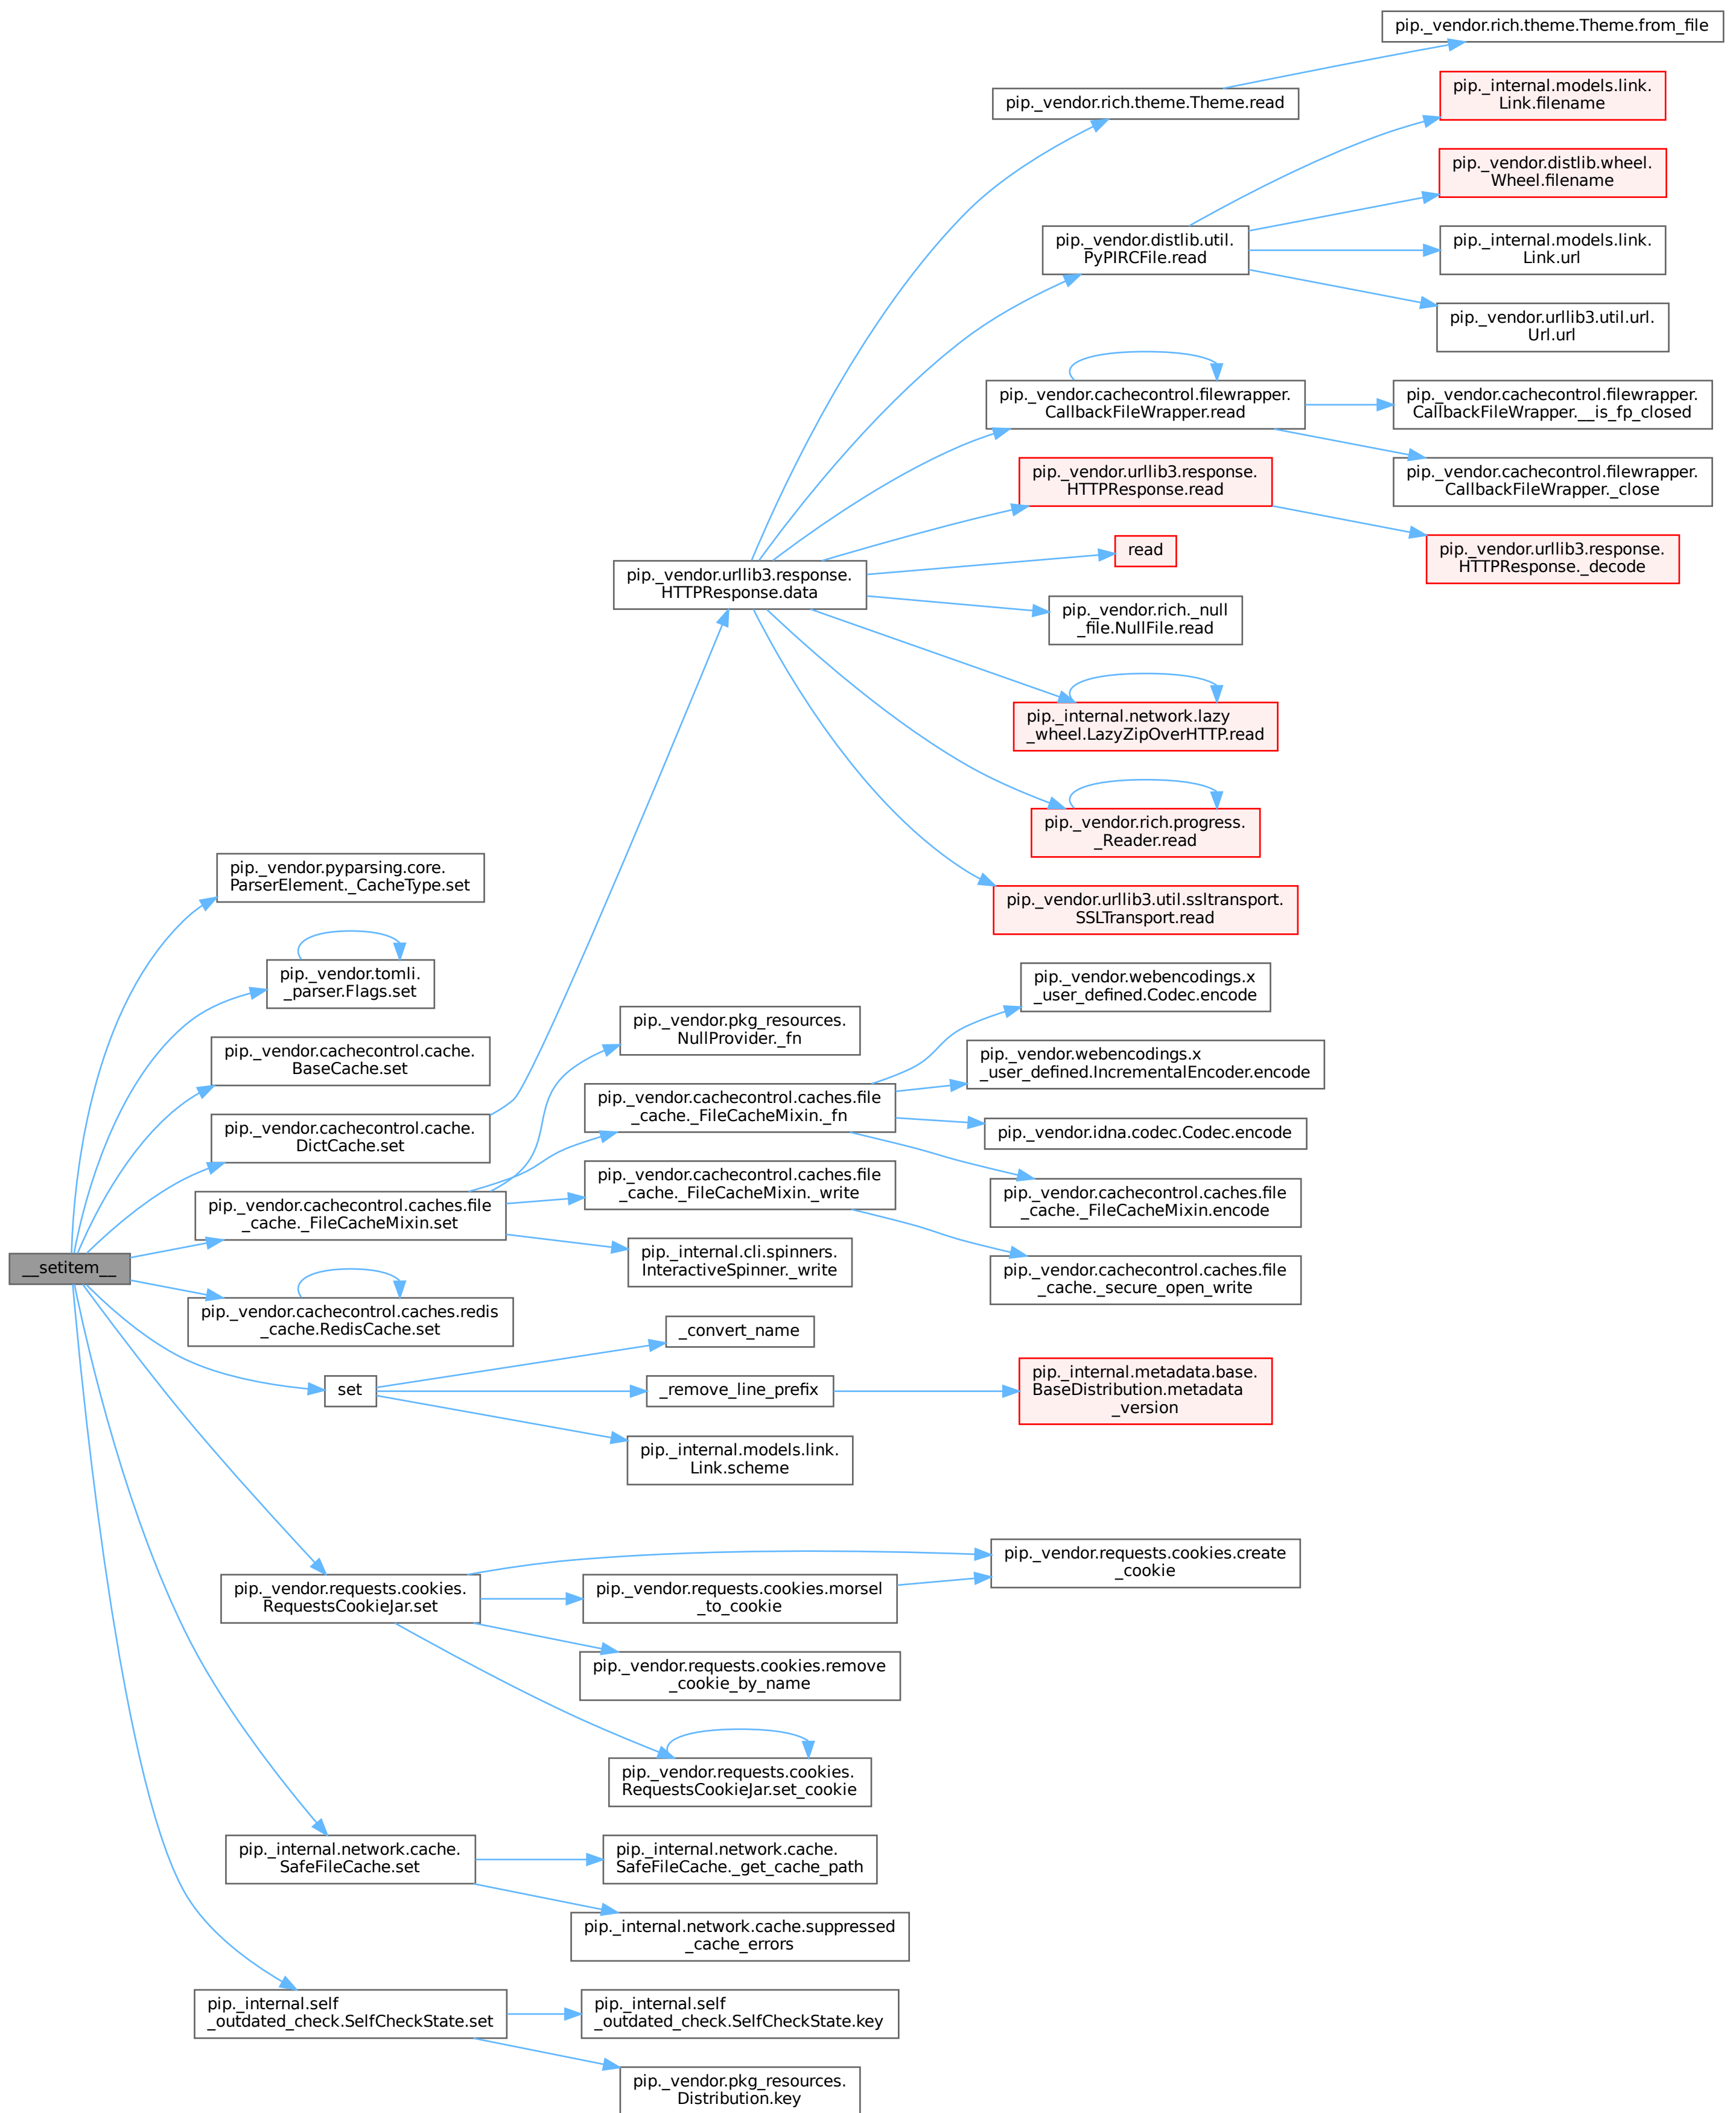 __setitem__
pip._vendor.pyparsing.core.
ParserElement._CacheType.set
pip._vendor.tomli.
_parser.Flags.set
pip._vendor.cachecontrol.cache.
BaseCache.set
pip._vendor.cachecontrol.cache.
DictCache.set
pip._vendor.cachecontrol.caches.file
_cache._FileCacheMixin.set
pip._vendor.cachecontrol.caches.redis
_cache.RedisCache.set
set
pip._vendor.requests.cookies.
RequestsCookieJar.set
pip._internal.network.cache.
SafeFileCache.set
pip._internal.self
_outdated_check.SelfCheckState.set
pip._vendor.urllib3.response.
HTTPResponse.data
pip._vendor.pkg_resources.
NullProvider._fn
pip._vendor.cachecontrol.caches.file
_cache._FileCacheMixin._fn
pip._vendor.cachecontrol.caches.file
_cache._FileCacheMixin._write
pip._internal.cli.spinners.
InteractiveSpinner._write
_convert_name
_remove_line_prefix
pip._internal.models.link.
Link.scheme
pip._vendor.requests.cookies.morsel
_to_cookie
pip._vendor.requests.cookies.remove
_cookie_by_name
pip._vendor.requests.cookies.
RequestsCookieJar.set_cookie
pip._internal.network.cache.
SafeFileCache._get_cache_path
pip._internal.network.cache.suppressed
_cache_errors
pip._internal.self
_outdated_check.SelfCheckState.key
pip._vendor.pkg_resources.
Distribution.key
pip._vendor.rich.theme.Theme.read
pip._vendor.distlib.util.
PyPIRCFile.read
pip._vendor.cachecontrol.filewrapper.
CallbackFileWrapper.read
pip._vendor.urllib3.response.
HTTPResponse.read
read
pip._vendor.rich._null
_file.NullFile.read
pip._internal.network.lazy
_wheel.LazyZipOverHTTP.read
pip._vendor.rich.progress.
_Reader.read
pip._vendor.urllib3.util.ssltransport.
SSLTransport.read
pip._vendor.webencodings.x
_user_defined.Codec.encode
pip._vendor.webencodings.x
_user_defined.IncrementalEncoder.encode
pip._vendor.idna.codec.Codec.encode
pip._vendor.cachecontrol.caches.file
_cache._FileCacheMixin.encode
pip._vendor.cachecontrol.caches.file
_cache._secure_open_write
pip._internal.metadata.base.
BaseDistribution.metadata
_version
pip._vendor.requests.cookies.create
_cookie
pip._vendor.rich.theme.Theme.from_file
pip._internal.models.link.
Link.filename
pip._vendor.distlib.wheel.
Wheel.filename
pip._internal.models.link.
Link.url
pip._vendor.urllib3.util.url.
Url.url
pip._vendor.cachecontrol.filewrapper.
CallbackFileWrapper.__is_fp_closed
pip._vendor.cachecontrol.filewrapper.
CallbackFileWrapper._close
pip._vendor.urllib3.response.
HTTPResponse._decode